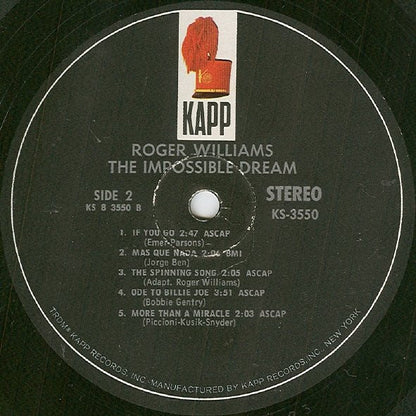 KAPP
ROGER WILLIAMS
THE IMPOSSIBLE DREAM
SIDE 2
KS B 3550 B
STEREO
KS-3550
1. IF YOU GO 2:47 ASCAP
(Emer-Parsons)
2. MAS QUE NADA 2:04 BMI
(Jorge Ben)
3. THE SPINNING SONG 2:05 ASCAP
(Adapt. Roger Williams)
4. ODE TO BILLIE JOE 3:51 ASCAP
(Bobbie Gentry)
5. MORE THAN A MIRACLE 2:03 ASCAP
(Piccioni-Kusik-Snyder)
KAPP RECORDS, INC.-MANUFACTURED BY KAPP RECORDS, INC. NEW YORK